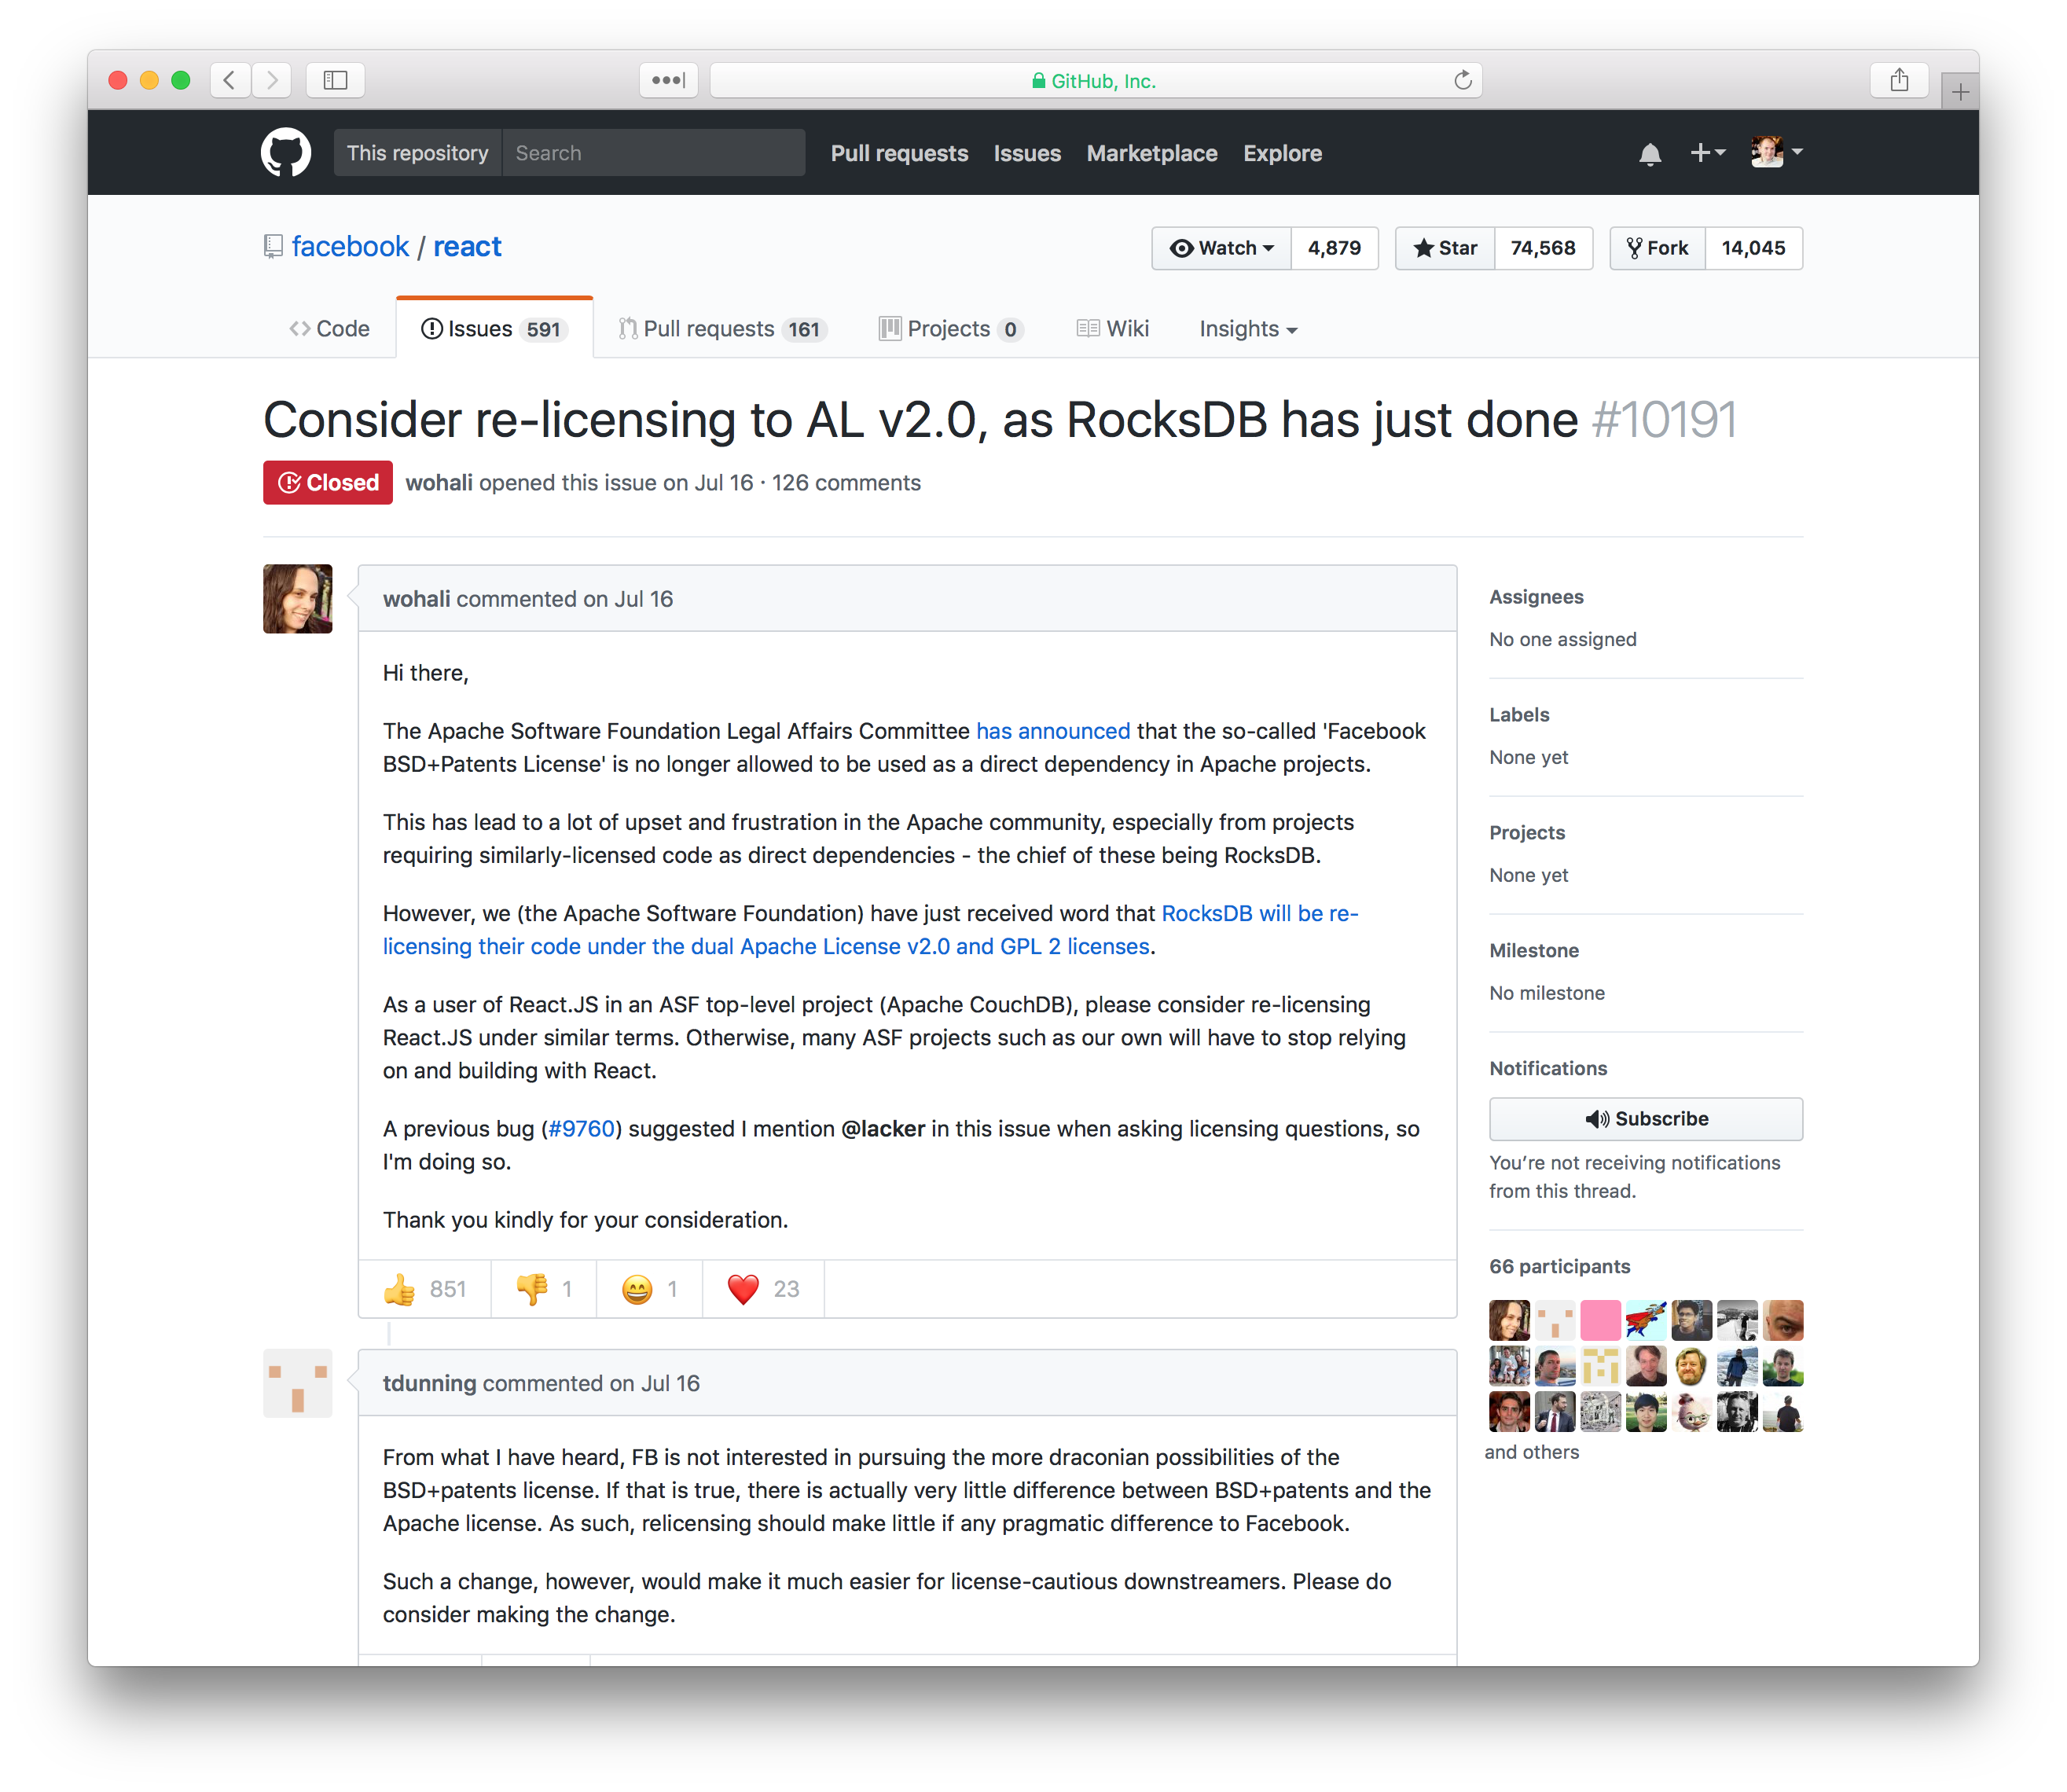 GitHub, Inc.
This repository Search Pull requests Issues Marketplace Explore
facebook / react Watch 4,879 Star 74,568 Fork 14,045
Code Issues 591 Pull requests 161 Projects 0 Wiki Insights
Consider re-licensing to AL v2.0, as RocksDB has just done #10191
Closed wohali opened this issue on Jul 16 · 126 comments
wohali commented on Jul 16
Hi there,
The Apache Software Foundation Legal Affairs Committee has announced that the so-called 'Facebook
BSD+Patents License' is no longer allowed to be used as a direct dependency in Apache projects.
This has lead to a lot of upset and frustration in the Apache community, especially from projects
requiring similarly-licensed code as direct dependencies - the chief of these being RocksDB.
However, we (the Apache Software Foundation) have just received word that RocksDB will be re-
licensing their code under the dual Apache License v2.0 and GPL 2 licenses.
As a user of React.JS in an ASF top-level project (Apache CouchDB), please consider re-licensing
React.JS under similar terms. Otherwise, many ASF projects such as our own will have to stop relying
on and building with React.
A previous bug (#9760) suggested I mention @lacker in this issue when asking licensing questions, so
I'm doing so.
Thank you kindly for your consideration.
851 1 1 23
tdunning commented on Jul 16
From what I have heard, FB is not interested in pursuing the more draconian possibilities of the
BSD+patents license. If that is true, there is actually very little difference between BSD+patents and the
Apache license. As such, relicensing should make little if any pragmatic difference to Facebook.
Such a change, however, would make it much easier for license-cautious downstreamers. Please do
consider making the change.
Assignees
No one assigned
Labels
None yet
Projects
None yet
Milestone
No milestone
Notifications
Subscribe
You’re not receiving notifications
from this thread.
66 participants
and others